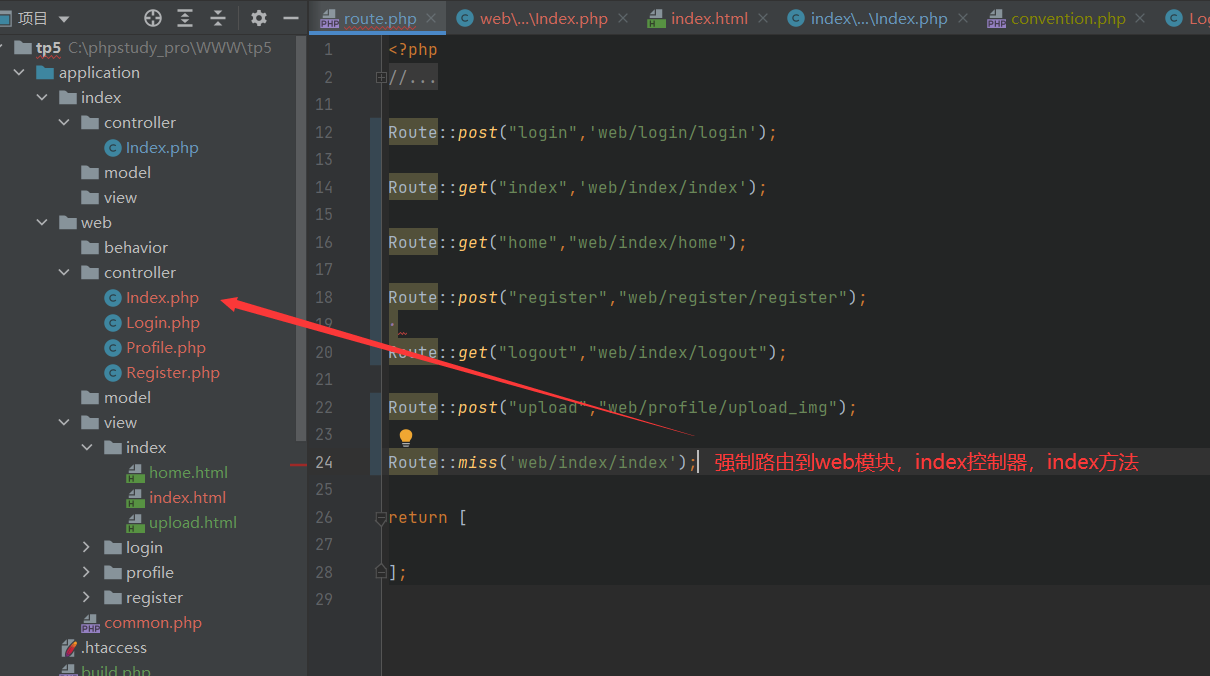 项目
route.php
web\...\Index.php
index.html
index\...\Index.php
convention.php
tp5 C:\phpstudy_pro\WWW\tp5
application
index
controller
Index.php
model
view
web
behavior
controller
Index.php
Login.php
Profile.php
Register.php
model
view
index
home.html
index.html
upload.html
login
profile
register
common.php
.htaccess
build.php
1 <?php
2 //...
11
12 Route::post("login",'web/login/login');
13
14 Route::get("index",'web/index/index');
15
16 Route::get("home","web/index/home");
17
18 Route::post("register","web/register/register");
19
20 Route::get("logout","web/index/logout");
21
22 Route::post("upload","web/profile/upload_img");
23
24 Route::miss('web/index/index'); 强制路由到web模块，index控制器，index方法
25
26 return [
27
28 ];
29